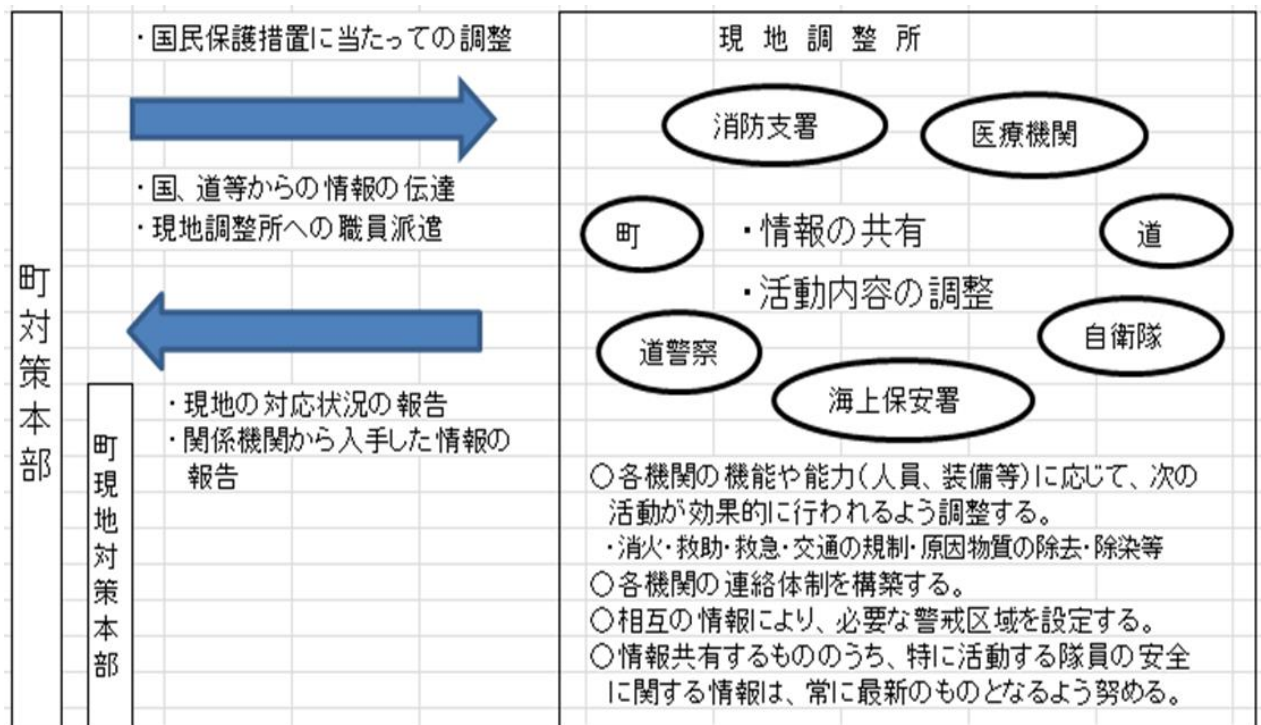 町対策本部
町現地対策本部
・国民保護措置に当たっての調整
・国、道等からの情報の伝達
・現地調整所への職員派遣
・現地の対応状況の報告
・関係機関から入手した情報の
報告
現地調整所
消防支署
医療機関
町
・情報の共有
道
・活動内容の調整
道警察
自衛隊
海上保安署
○各機関の機能や能力(人員、装備等)に応じて、次の
活動が効果的に行われるよう調整する。
・消火・救助・救急・交通の規制・原因物質の除去・除染等
○各機関の連絡体制を構築する。
○相互の情報により、必要な警戒区域を設定する。
○情報共有するもののうち、特に活動する隊員の安全
に関する情報は、常に最新のものとなるよう努める。